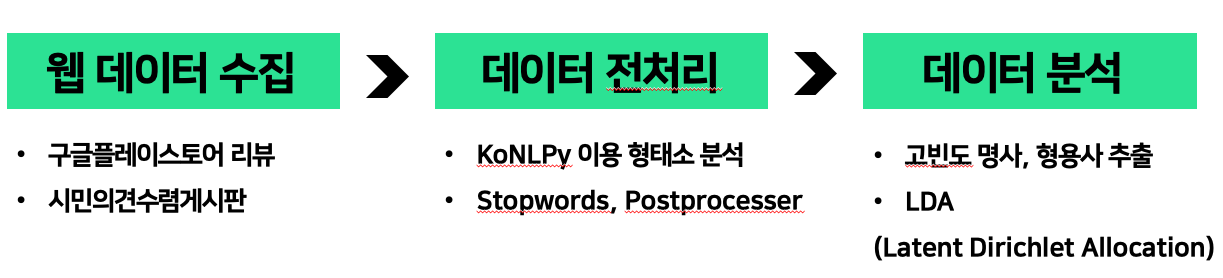 웹 데이터 수집
데이터 전처리
데이터 분석
• 구글플레이스토어 리뷰
• 시민의견수렴게시판
• KoNLPy 이용 형태소 분석
• Stopwords, Postprocesser
• 고빈도 명사, 형용사 추출
• LDA
(Latent Dirichlet Allocation)